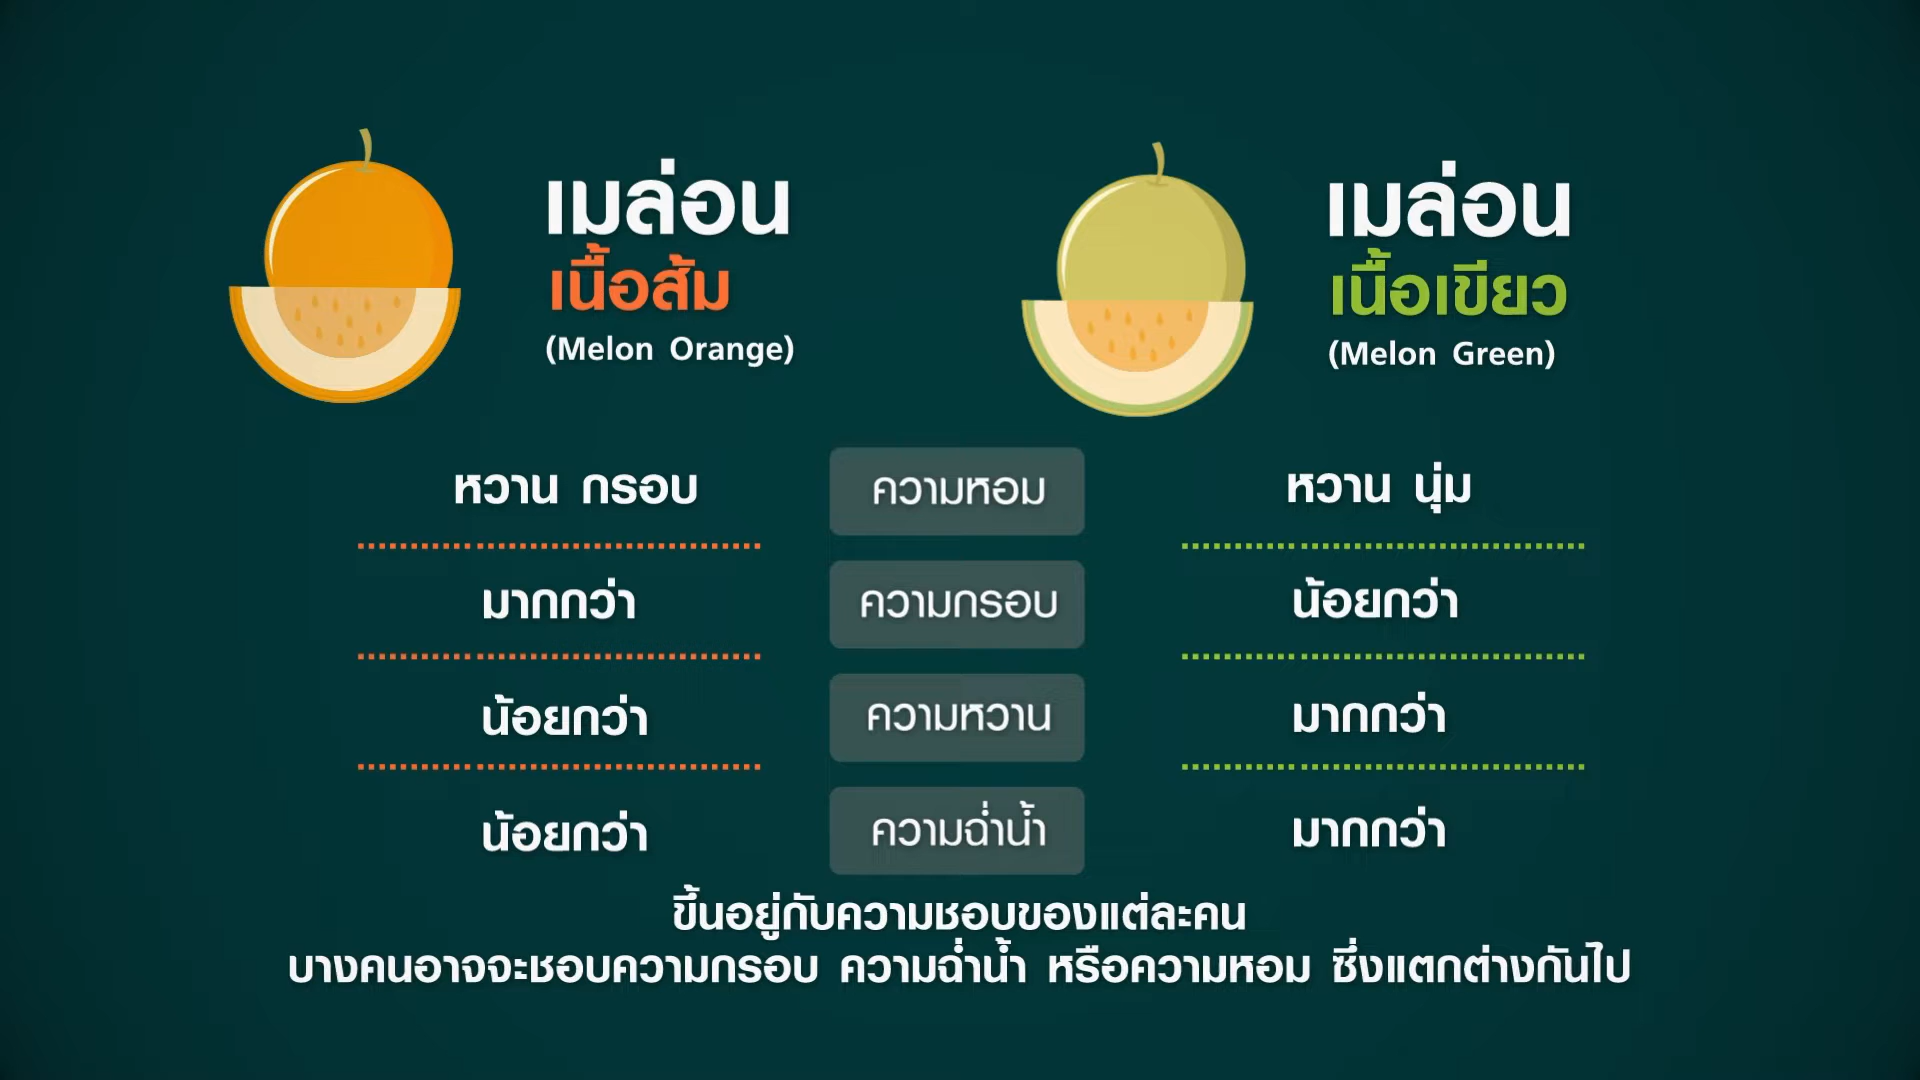 เมล่อน
เนื้อส้ม
(Melon Orange)
เมล่อน
เนื้อเขียว
(Melon Green)
หวาน กรอบ ความหอม หวาน นุ่ม
มากกว่า ความกรอบ น้อยกว่า
น้อยกว่า ความหวาน มากกว่า
น้อยกว่า ความฉ่ำน้ำ มากกว่า
ขึ้นอยู่กับความชอบของแต่ละคน
บางคนอาจจะชอบความกรอบ ความฉ่ำน้ำ หรือความหอม ซึ่งแตกต่างกันไป